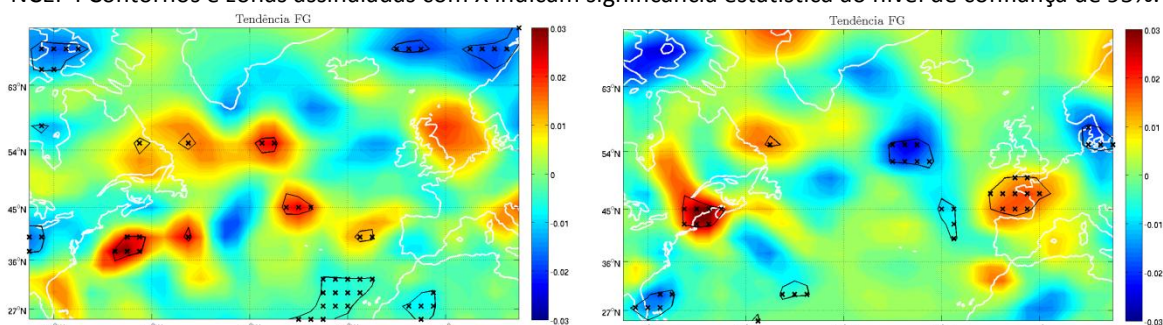 Contornos e zonas assinaladas com X indicam significância estatística ao nível de confiança de 95%.
Tendência FG
63°N
54°N
45°N
36°N
27°N
0.03
0.02
0.01
0
-0.01
-0.02
-0.03
Tendência FG
63°N
54°N
45°N
36°N
27°N
0.03
0.02
0.01
0
-0.01
-0.02
-0.03